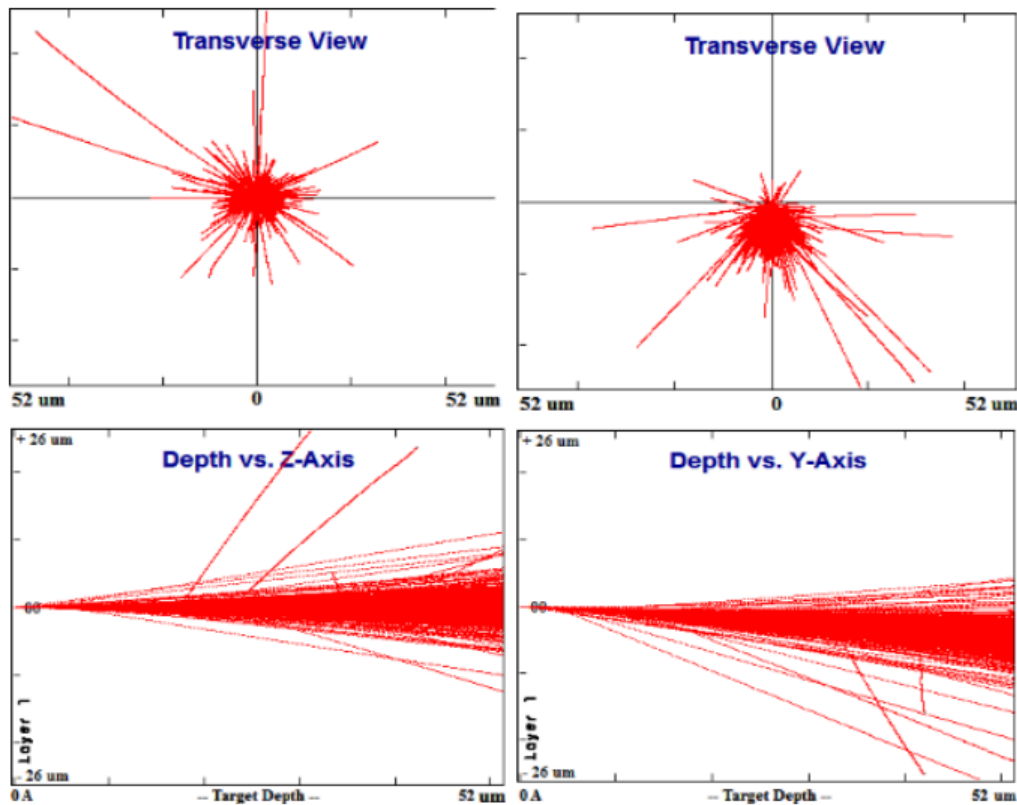 Transverse View
52 um 0 52 um
Transverse View
52 um 0 52 um
+ 26 um
Depth vs. Z-Axis
Layer 1
- 26 um
0 A -- Target Depth -- 52 um
+ 26 um
Depth vs. Y-Axis
Layer 1
- 26 um
0 A -- Target Depth -- 52 um